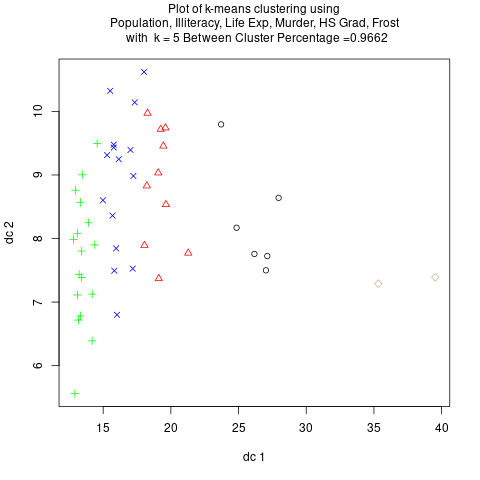 Plot of k-means clustering using
Population, Illiteracy, Life Exp, Murder, HS Grad, Frost
with k = 5 Between Cluster Percentage =0.9662
10
9
8
7
6
dc 2
15 20 25 30 35 40
dc 1